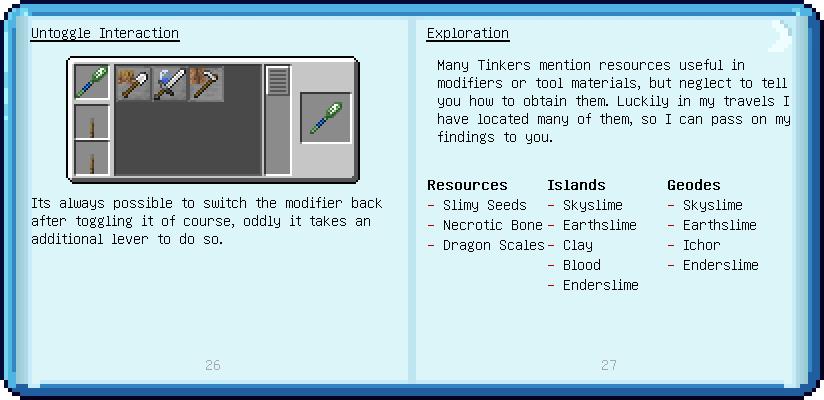 Untoggle Interaction
Its always possible to switch the modifier back
after toggling it of course, oddly it takes an
additional lever to do so.
26
Exploration
Many Tinkers mention resources useful in
modifiers or tool materials, but neglect to tell
you how to obtain them. Luckily in my travels I
have located many of them, so I can pass on my
findings to you.
Resources
- Slimy Seeds
- Necrotic Bone
- Dragon Scales
Islands
- Skyslime
- Earthslime
- Clay
- Blood
- Enderslime
Geodes
- Skyslime
- Earthslime
- Ichor
- Enderslime
27